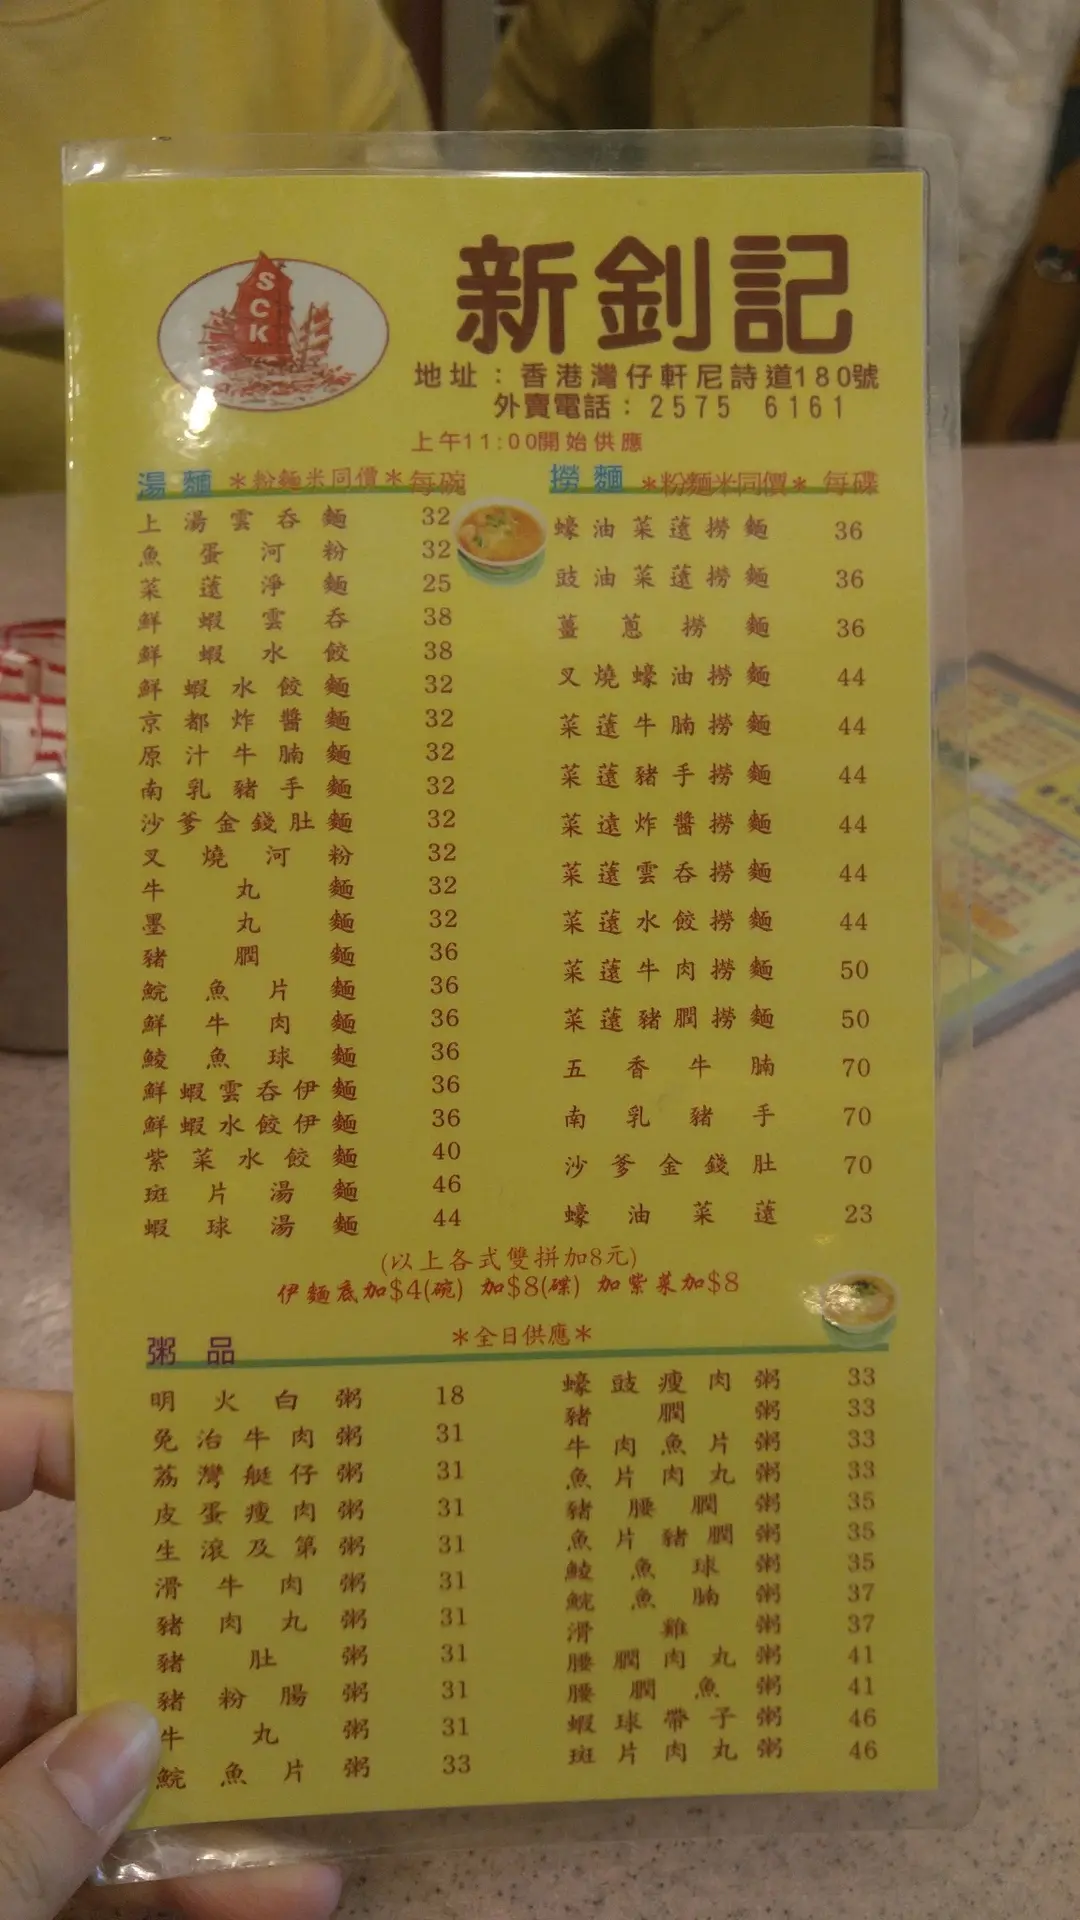 SCK
新釗記
地址：香港灣仔軒尼詩道180號
外賣電話：2575 6161
上午11:00開始供應
湯麵 *粉麵米同價* 每碗
上湯雲吞麵 32
魚蛋河粉 32
菜薳淨麵 25
鮮蝦雲吞 38
鮮蝦水餃 38
鮮蝦水餃麵 32
京都炸醬麵 32
原汁牛腩麵 32
南乳豬手麵 32
沙爹金錢肚麵 32
叉燒河粉 32
牛丸麵 32
墨丸麵 32
豬膶麵 36
鯇魚片麵 36
鮮牛肉麵 36
鯪魚球麵 36
鮮蝦雲吞伊麵 36
鮮蝦水餃伊麵 36
紫菜水餃麵 40
斑片湯麵 46
蝦球湯麵 44
撈麵 *粉麵米同價* 每碟
蠔油菜薳撈麵 36
豉油菜薳撈麵 36
薑蔥撈麵 36
叉燒蠔油撈麵 44
菜薳牛腩撈麵 44
菜薳豬手撈麵 44
菜遠炸醬撈麵 44
菜薳雲吞撈麵 44
菜薳水餃撈麵 44
菜薳牛肉撈麵 50
菜薳豬膶撈麵 50
五香牛腩 70
南乳豬手 70
沙爹金錢肚 70
蠔油菜薳 23
(以上各式雙拼加8元)
伊麵底加$4(碗) 加$8(碟) 加紫菜加$8
粥品 *全日供應*
明火白粥 18
免治牛肉粥 31
荔灣艇仔粥 31
皮蛋瘦肉粥 31
生滾及第粥 31
滑牛肉粥 31
豬肉丸粥 31
豬肚粥 31
豬粉腸粥 31
牛丸粥 31
鯇魚片粥 33
蠔豉瘦肉粥 33
豬膶粥 33
牛肉魚片粥 33
魚片肉丸粥 33
豬腰膶粥 35
魚片豬膶粥 35
鯪魚球粥 35
鯇魚腩粥 37
滑雞粥 37
腰膶肉丸粥 41
腰膶魚粥 41
蝦球帶子粥 46
斑片肉丸粥 46